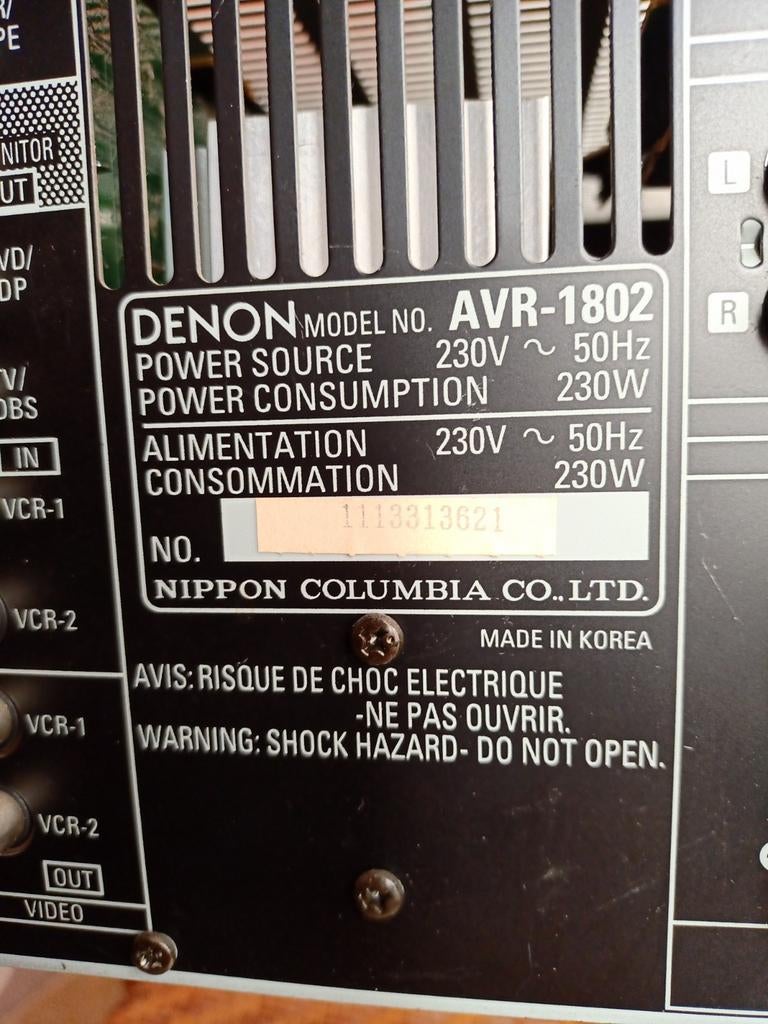 NITOR
UT
IN
VCR-1
VCR-2
VCR-1
VCR-2
OUT
VIDEO
DENON MODEL NO. AVR-1802
POWER SOURCE 230V ~ 50Hz
POWER CONSUMPTION 230W
ALIMENTATION 230V ~ 50Hz
CONSOMMATION 230W
NO. 1113313621
NIPPON COLUMBIA CO.,LTD.
MADE IN KOREA
AVIS: RISQUE DE CHOC ELECTRIQUE
-NE PAS OUVRIR.
WARNING: SHOCK HAZARD- DO NOT OPEN.
L
R